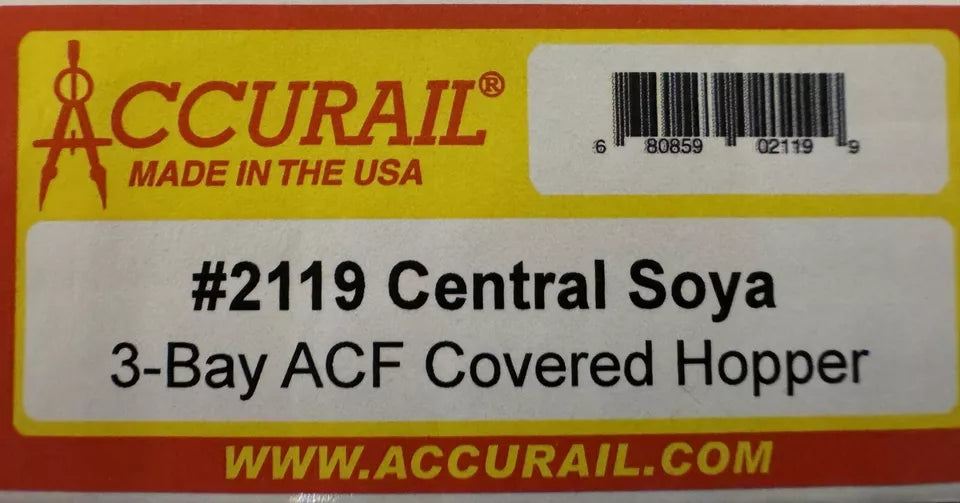 ACCURAIL®
MADE IN THE USA
6 80859 02119 9
#2119 Central Soya
3-Bay ACF Covered Hopper
WWW.ACCURAIL.COM